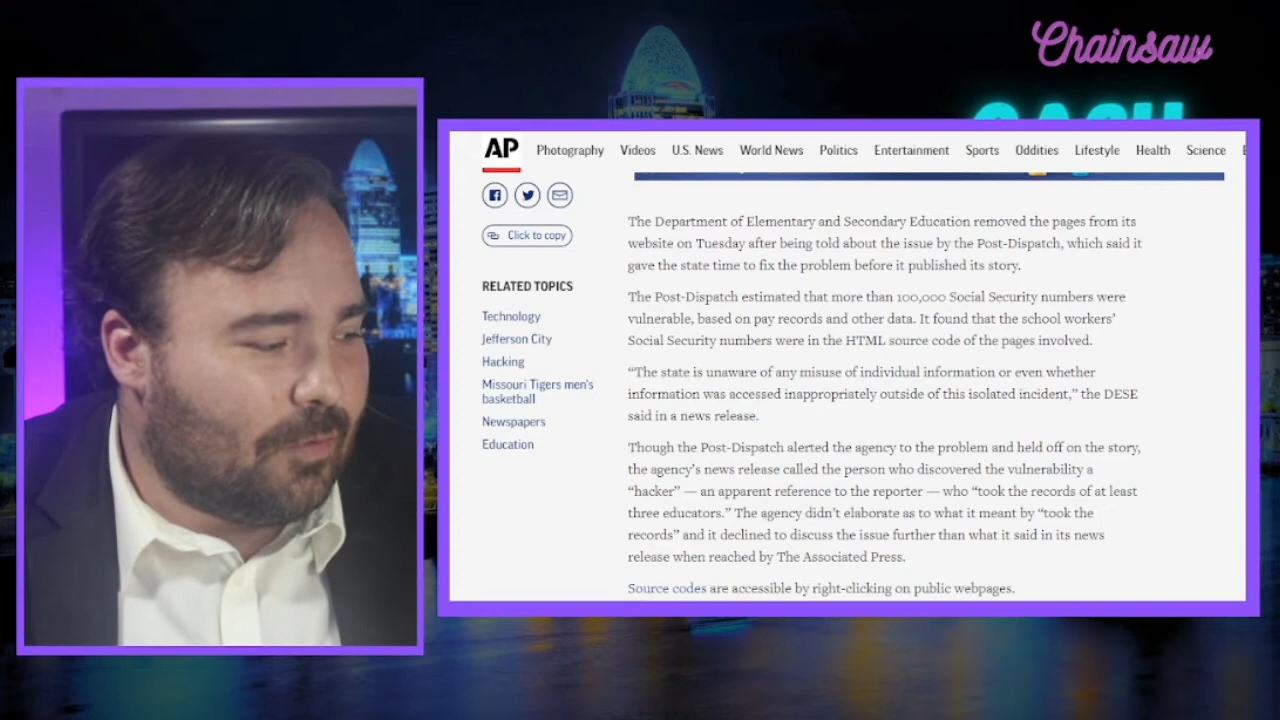 Chainsaw
AP
Photography Videos U.S. News World News Politics Entertainment Sports Oddities Lifestyle Health Science
Click to copy
RELATED TOPICS
Technology
Jefferson City
Hacking
Missouri Tigers men's
basketball
Newspapers
Education
The Department of Elementary and Secondary Education removed the pages from its
website on Tuesday after being told about the issue by the Post-Dispatch, which said it
gave the state time to fix the problem before it published its story.
The Post-Dispatch estimated that more than 100,000 Social Security numbers were
vulnerable, based on pay records and other data. It found that the school workers’
Social Security numbers were in the HTML source code of the pages involved.
“The state is unaware of any misuse of individual information or even whether
information was accessed inappropriately outside of this isolated incident,” the DESE
said in a news release.
Though the Post-Dispatch alerted the agency to the problem and held off on the story,
the agency’s news release called the person who discovered the vulnerability a
“hacker” — an apparent reference to the reporter — who “took the records of at least
three educators.” The agency didn’t elaborate as to what it meant by “took the
records” and it declined to discuss the issue further than what it said in its news
release when reached by The Associated Press.
Source codes are accessible by right-clicking on public webpages.